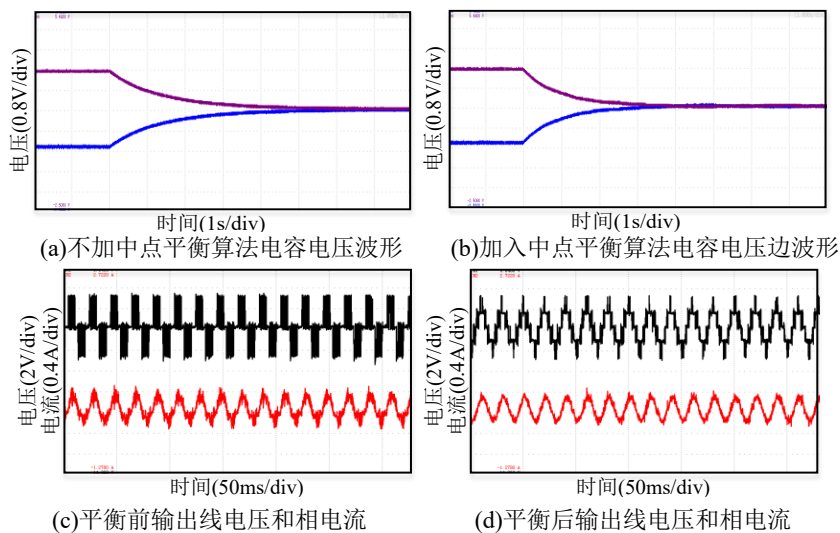 电压(0.8V/div)
时间(1s/div)
(a)不加中点平衡算法电容电压波形
电压(0.8V/div)
时间(1s/div)
(b)加入中点平衡算法电容电压边波形
电压(2V/div)
电流(0.4A/div)
时间(50ms/div)
(c)平衡前输出线电压和相电流
电压(2V/div)
电流(0.4A/div)
时间(50ms/div)
(d)平衡后输出线电压和相电流